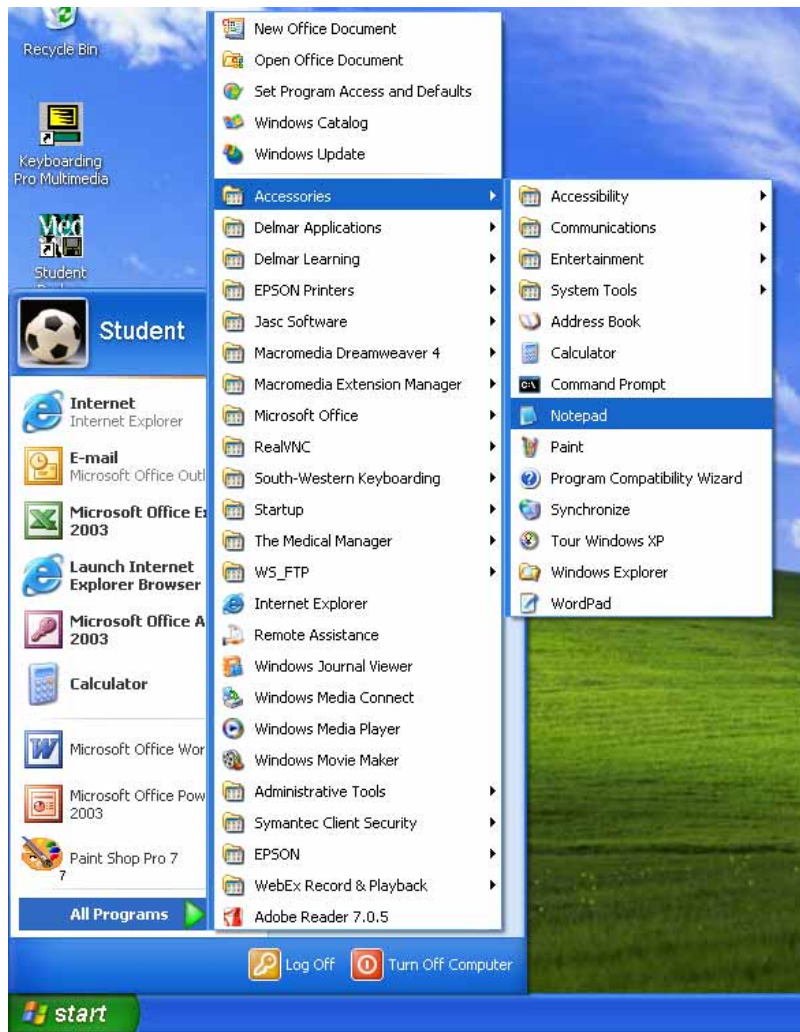 Recycle Bin
Keyboarding
Pro Multimedia
Med
Student
Student
Internet
Internet Explorer
E-mail
Microsoft Office Outl
Microsoft Office E
2003
Launch Internet
Explorer Browser
Microsoft Office A
2003
Calculator
Microsoft Office Wor
Microsoft Office Pow
2003
Paint Shop Pro 7
7
All Programs
New Office Document
Open Office Document
Set Program Access and Defaults
Windows Catalog
Windows Update
Accessories
Delmar Applications
Delmar Learning
EPSON Printers
Jasc Software
Macromedia Dreamweaver 4
Macromedia Extension Manager
Microsoft Office
RealVNC
South-Western Keyboarding
Startup
The Medical Manager
WS_FTP
Internet Explorer
Remote Assistance
Windows Journal Viewer
Windows Media Connect
Windows Media Player
Windows Movie Maker
Administrative Tools
Symantec Client Security
EPSON
WebEx Record & Playback
Adobe Reader 7.0.5
Accessibility
Communications
Entertainment
System Tools
Address Book
Calculator
Command Prompt
Notepad
Paint
Program Compatibility Wizard
Synchronize
Tour Windows XP
Windows Explorer
WordPad
Log Off
Turn Off Computer
start